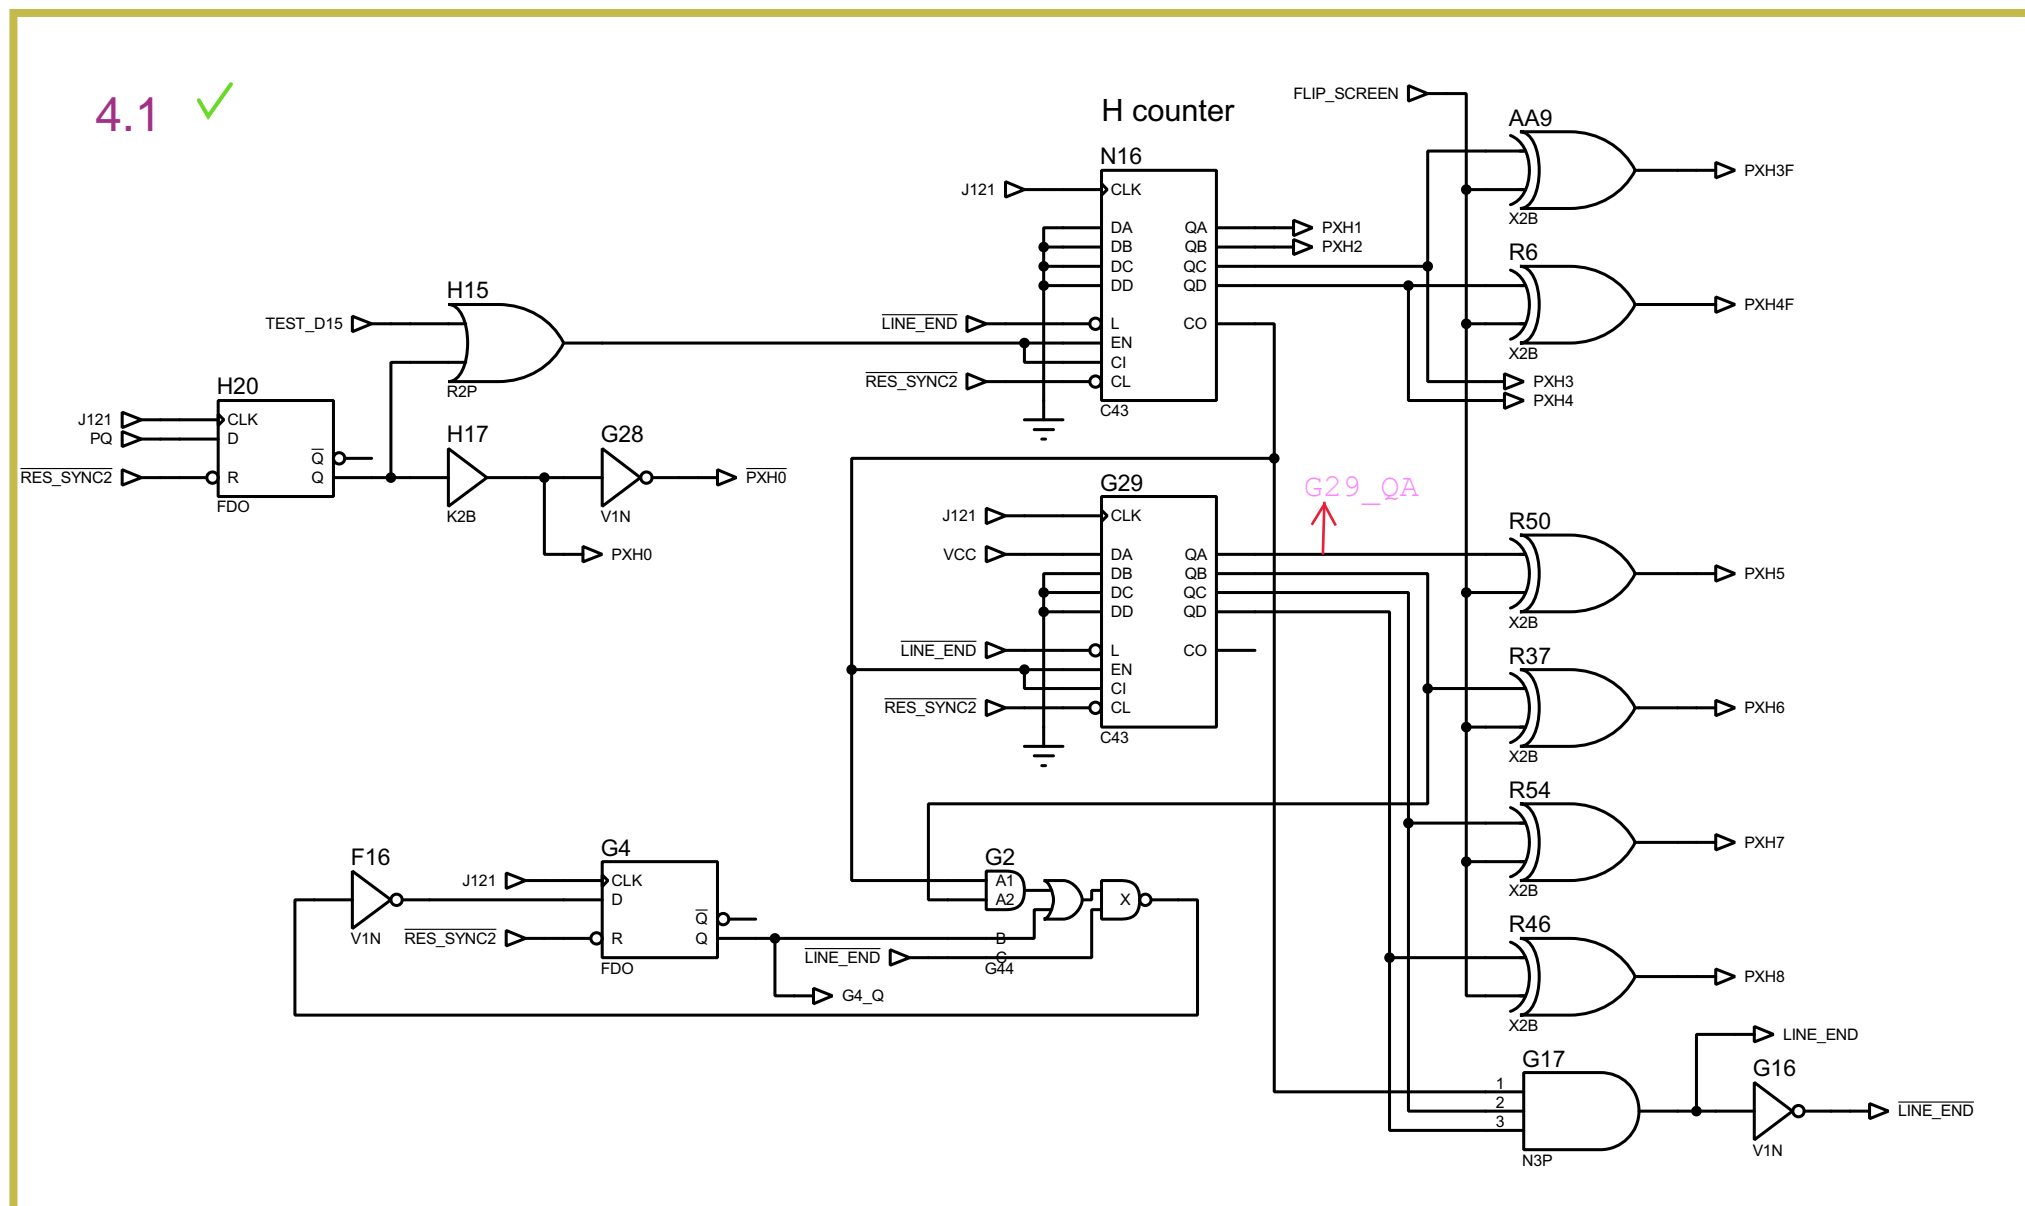 4.1
H counter
FLIP_SCREEN
AA9
X2B
PXH3F
N16
J121
CLK
DA
DB
DC
DD
L
EN
CI
CL
QA
QB
QC
QD
CO
C43
PXH1
PXH2
LINE_END
RES_SYNC2
R6
X2B
PXH4F
PXH3
PXH4
H15
TEST_D15
R2P
H20
J121
PQ
RES_SYNC2
CLK
D
R
Q
Q
FDO
H17
K2B
G28
V1N
PXH0
PXH0
G29
J121
VCC
CLK
DA
DB
DC
DD
L
EN
CI
CL
QA
QB
QC
QD
CO
C43
LINE_END
RES_SYNC2
G29_QA
R50
X2B
PXH5
R37
X2B
PXH6
R54
X2B
PXH7
R46
X2B
PXH8
F16
V1N
G4
J121
RES_SYNC2
CLK
D
R
Q
Q
FDO
G4_Q
G2
A1
A2
B
C
X
G44
LINE_END
G17
1
2
3
N3P
LINE_END
G16
V1N
LINE_END